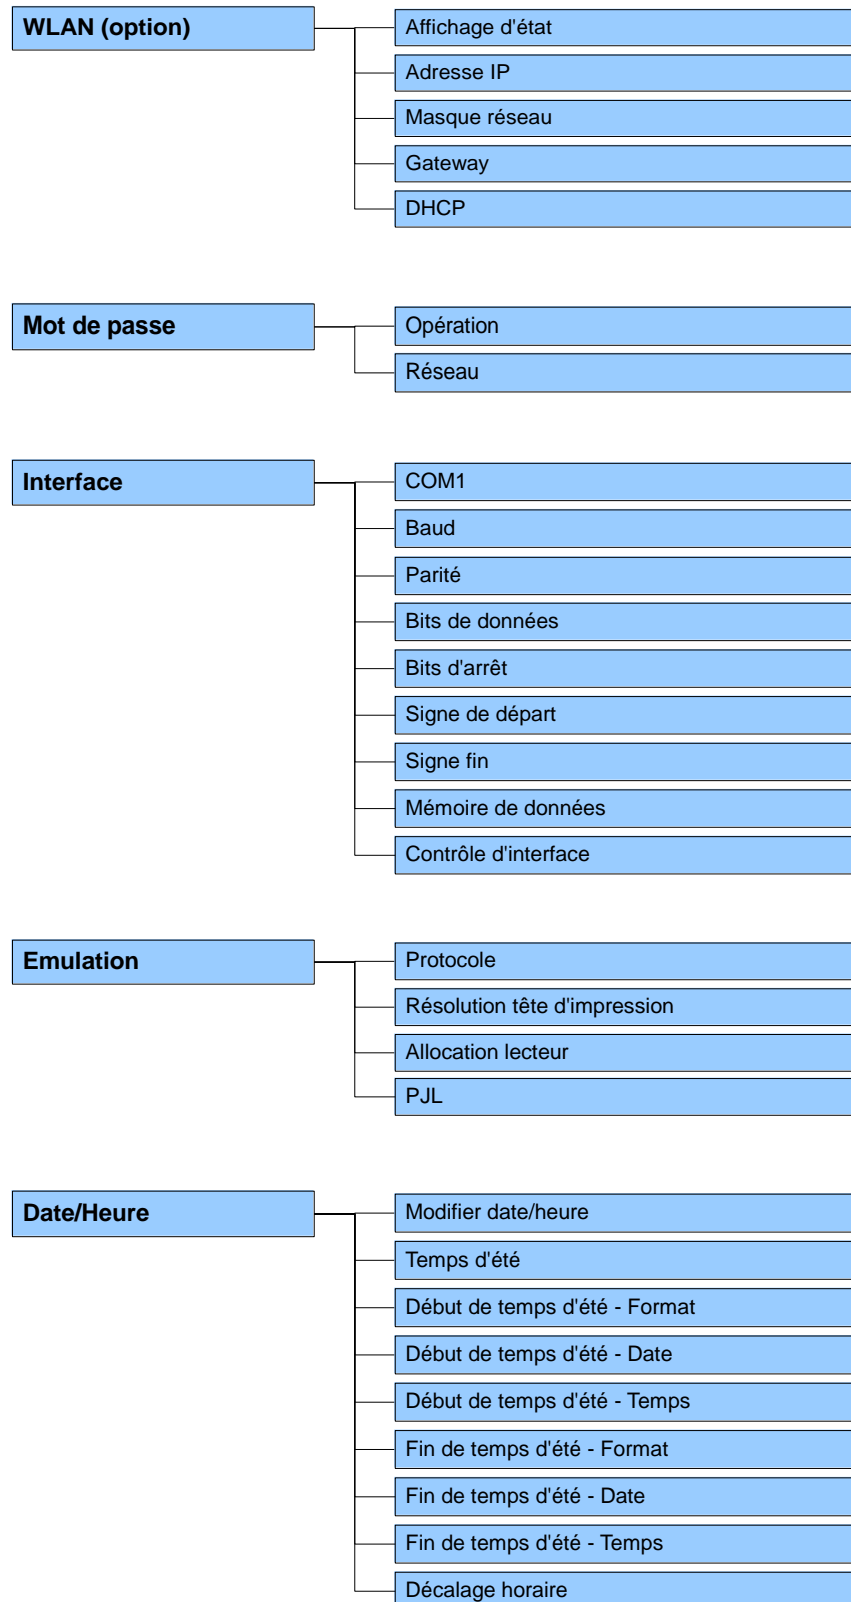 WLAN (option)
Affichage d'état
Adresse IP
Masque réseau
Gateway
DHCP
Mot de passe
Opération
Réseau
Interface
COM1
Baud
Parité
Bits de données
Bits d'arrêt
Signe de départ
Signe fin
Mémoire de données
Contrôle d'interface
Emulation
Protocole
Résolution tête d'impression
Allocation lecteur
PJL
Date/Heure
Modifier date/heure
Temps d'été
Début de temps d'été - Format
Début de temps d'été - Date
Début de temps d'été - Temps
Fin de temps d'été - Format
Fin de temps d'été - Date
Fin de temps d'été - Temps
Décalage horaire